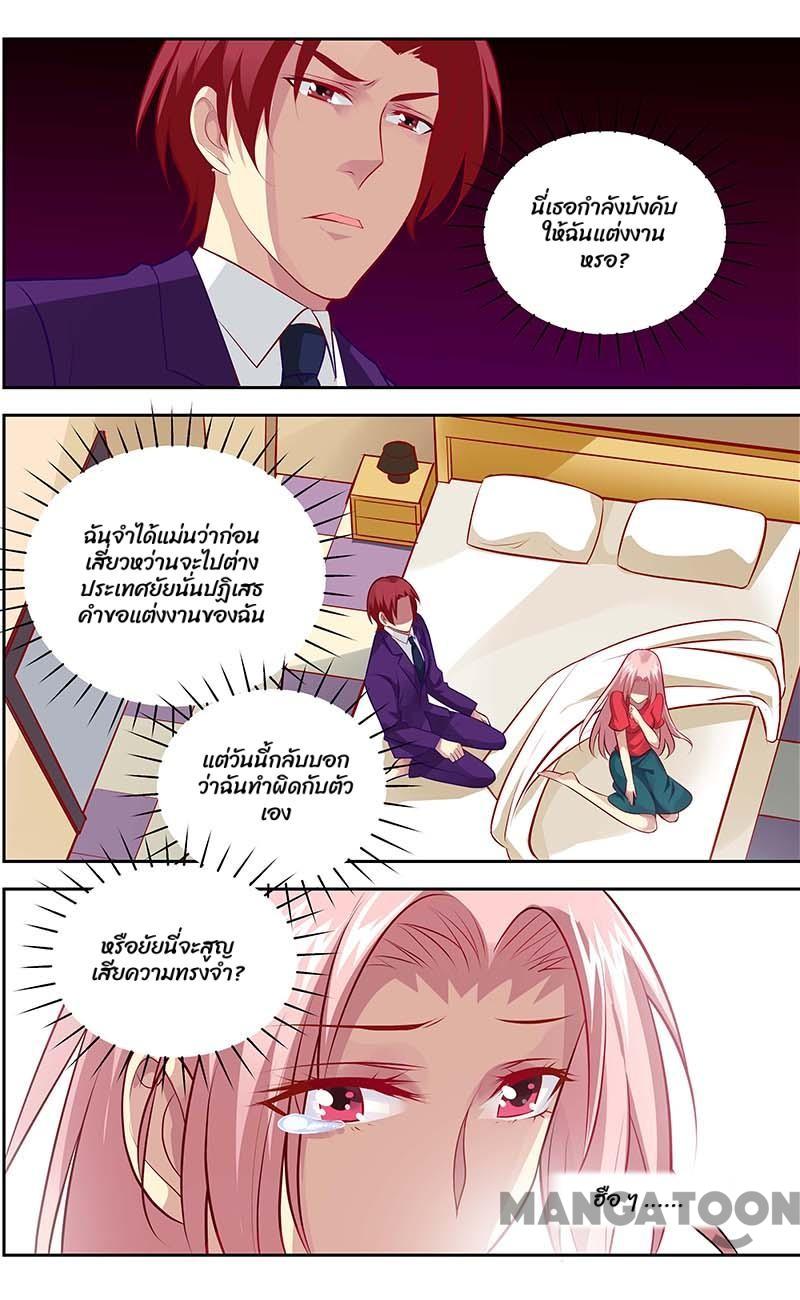 นี่เธอกำลังบังคับ
ให้ฉันแต่งงาน
หรอ?
ฉันจำได้แม่นว่าก่อน
เสี่ยวหว่านจะไปต่าง
ประเทศยัยนั่นปฏิเสธ
คำขอแต่งงานของฉัน
แต่วันนี้กลับบอก
ว่าฉันทำผิดกับตัว
เอง
หรือยัยนี่จะสูญ
เสียความทรงจำ?
ฮือ ๆ ......
MANGATOON